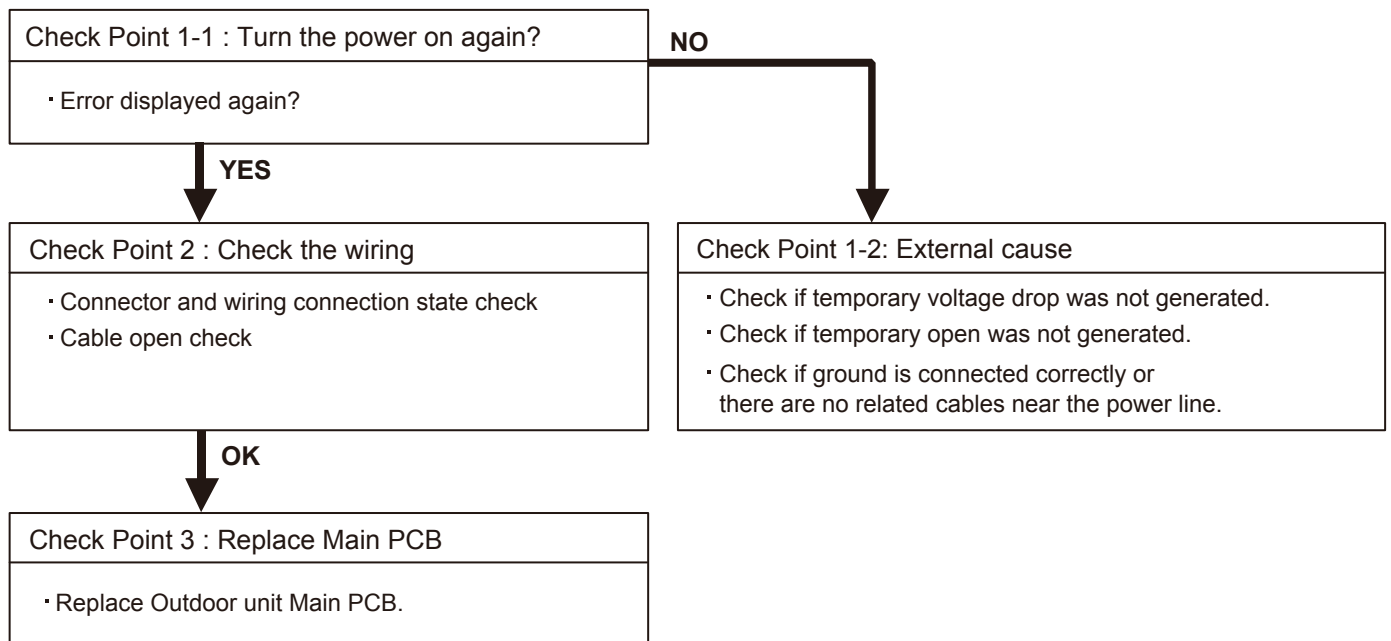 Check Point 1-1 : Turn the power on again?
・Error displayed again?
NO
YES
Check Point 2 : Check the wiring
・Connector and wiring connection state check
・Cable open check
Check Point 1-2: External cause
・Check if temporary voltage drop was not generated.
・Check if temporary open was not generated.
・Check if ground is connected correctly or
there are no related cables near the power line.
OK
Check Point 3 : Replace Main PCB
・Replace Outdoor unit Main PCB.